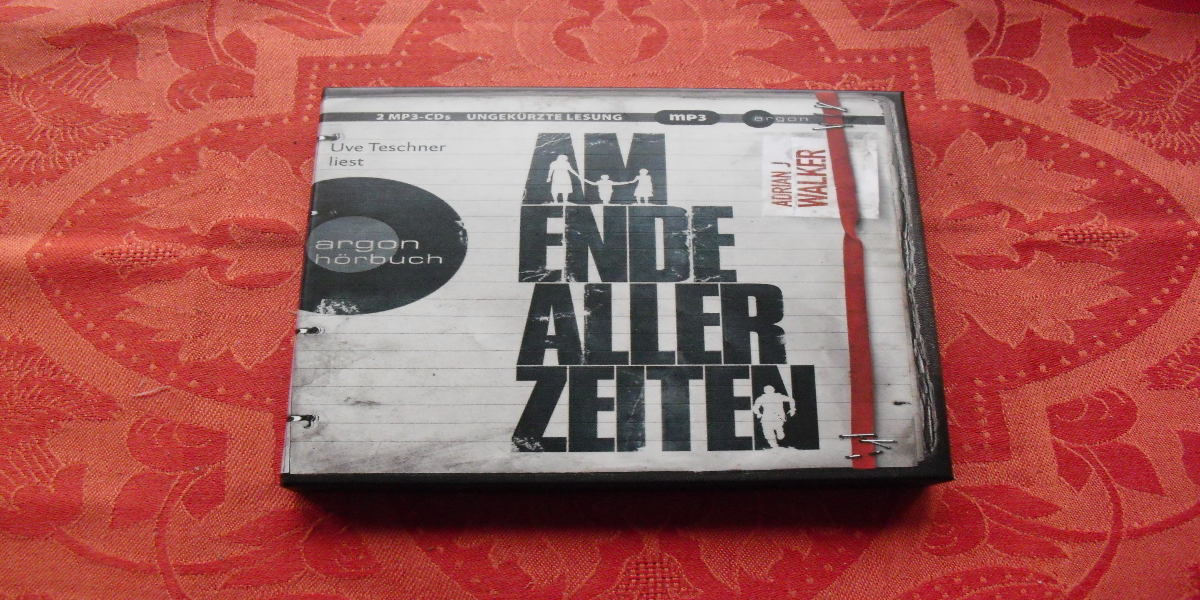 2 MP3-CDs UNGEKÜRZTE LESUNG mp3 argon
Uve Teschner
liest
argon
hörbuch
AM
ENDE
ALLER
ZEITEN
ADRIAN J.
WALKER